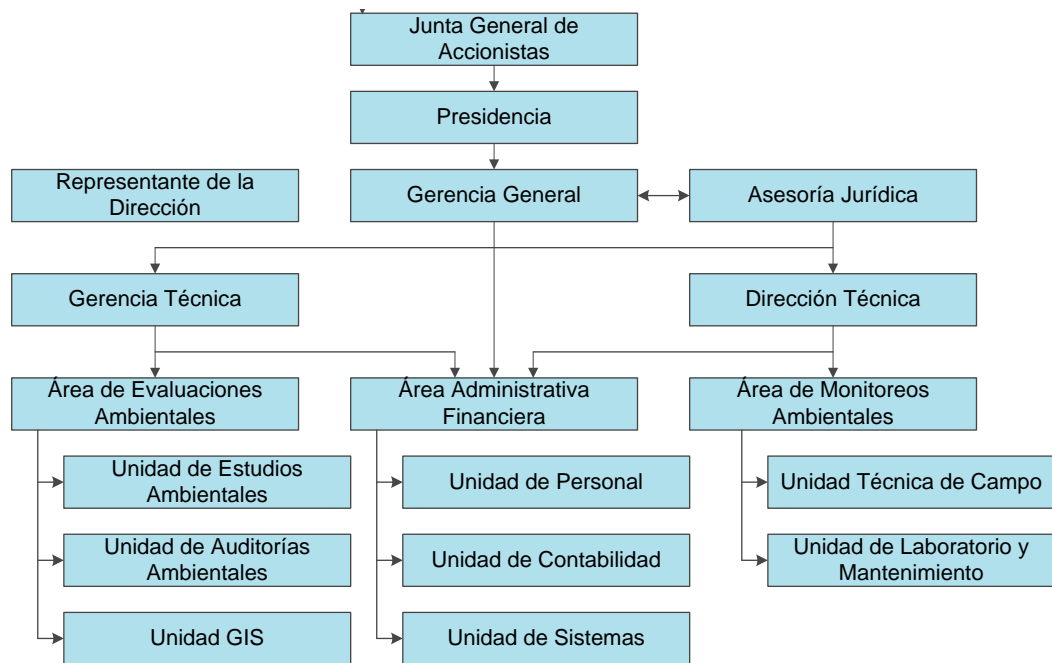 Junta General de
Accionistas
Presidencia
Representante de la
Dirección
Gerencia General
Asesoría Jurídica
Gerencia Técnica
Dirección Técnica
Área de Evaluaciones
Ambientales
Área Administrativa
Financiera
Área de Monitoreos
Ambientales
Unidad de Estudios
Ambientales
Unidad de Personal
Unidad Técnica de Campo
Unidad de Auditorías
Ambientales
Unidad de Contabilidad
Unidad de Laboratorio y
Mantenimiento
Unidad GIS
Unidad de Sistemas